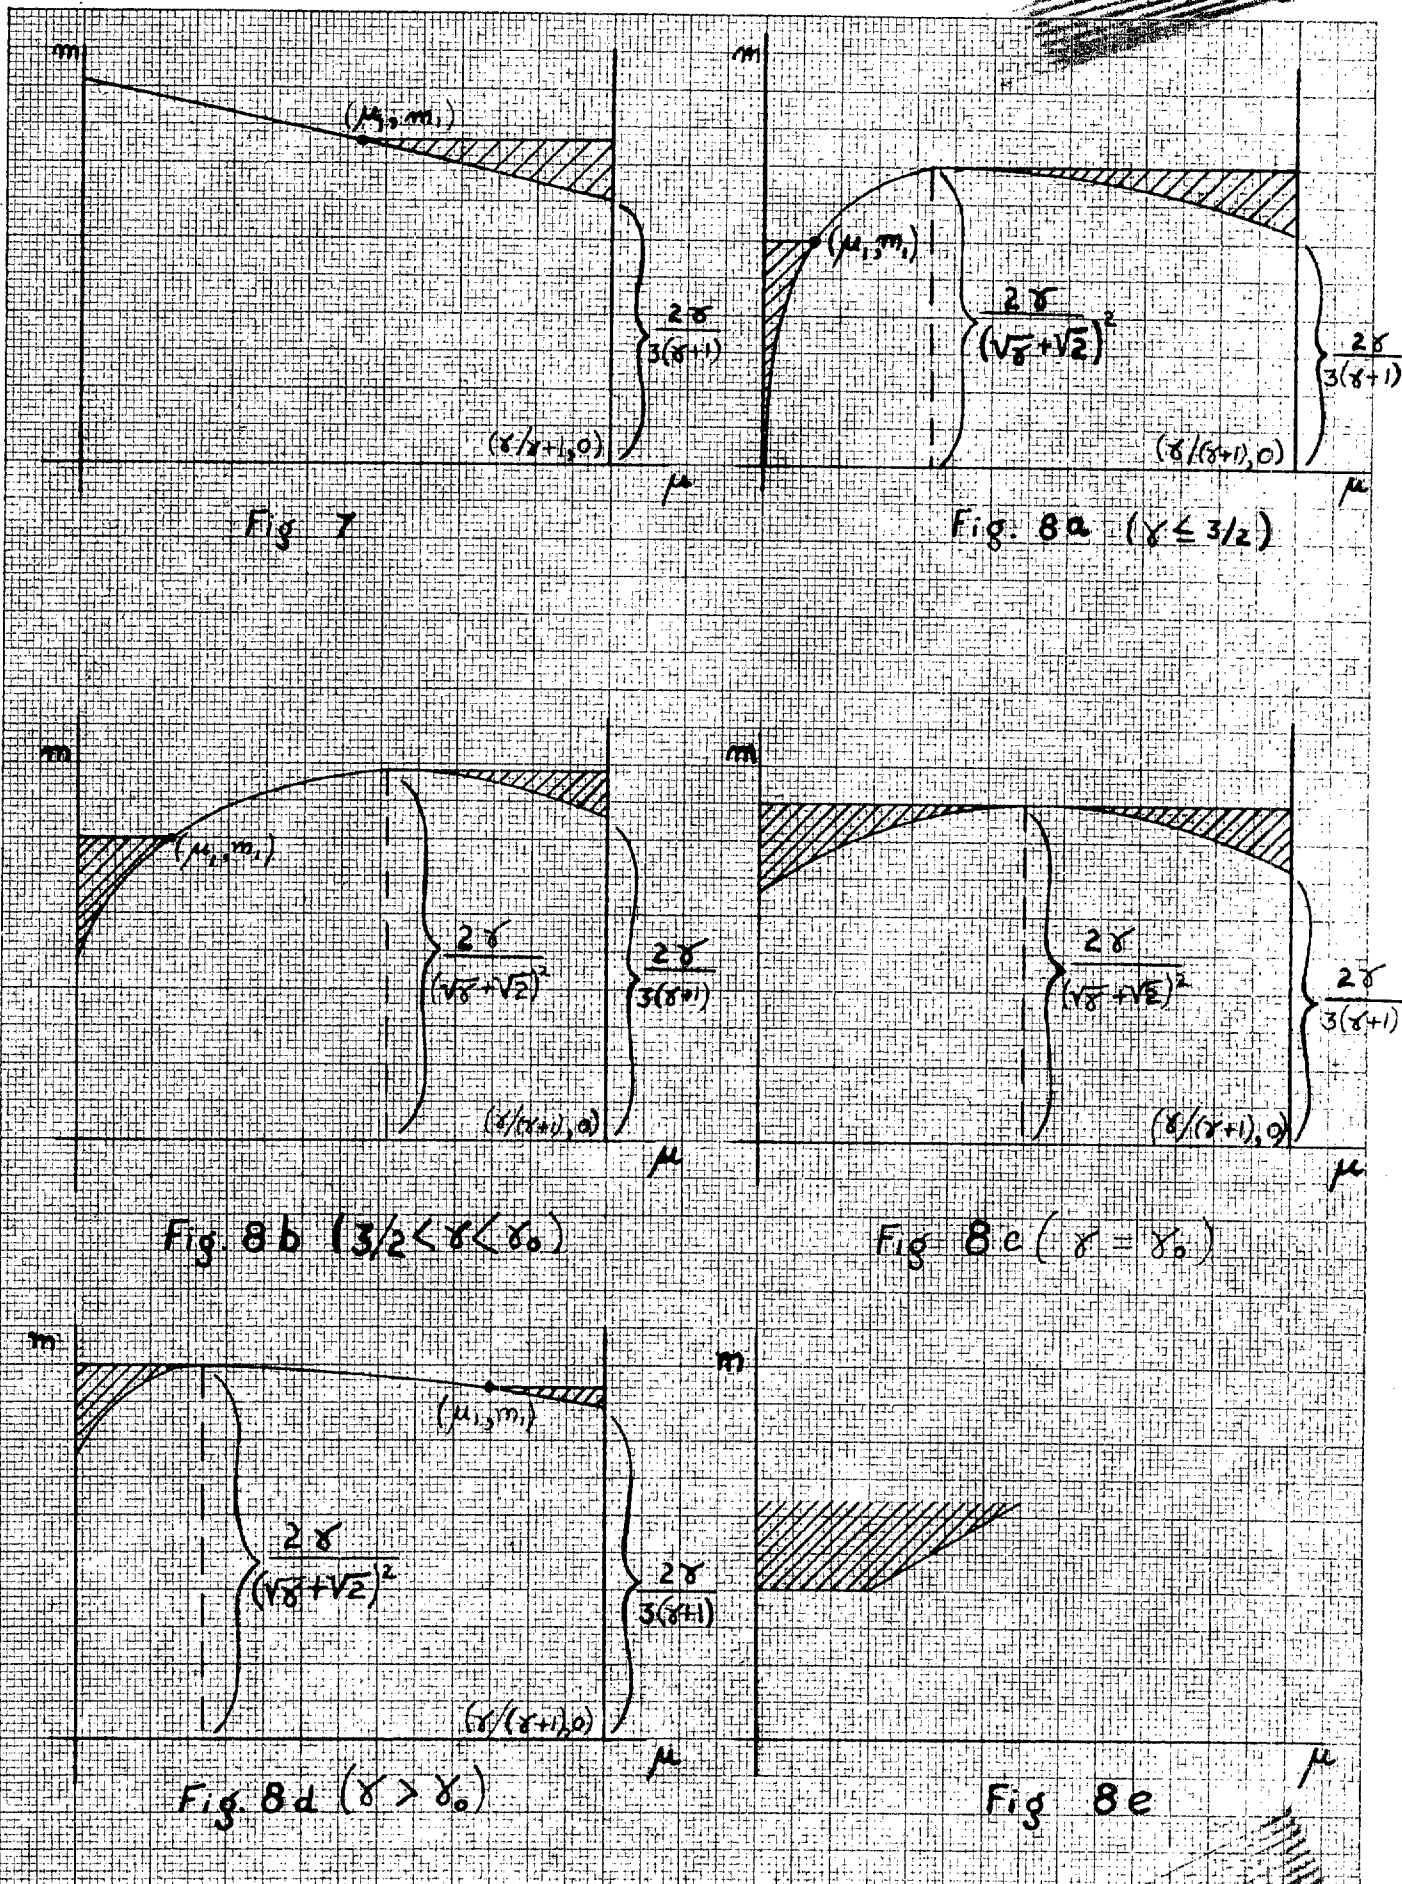 m
(μ₁, m₁)
2γ
3(γ+1)
(γ/γ+1, 0)
μ
Fig 7
m
(μ₁, m₁)
2γ
(√γ+√2)²
2γ
3(γ+1)
(γ/(γ+1), 0)
μ
Fig. 8a (γ ≤ 3/2)
m
(μ₁, m₁)
2γ
(√γ+√2)²
2γ
3(γ+1)
(γ/(γ+1), 0)
μ
Fig. 8b (3/2 < γ < γ₀)
m
2γ
(√γ+√2)²
2γ
3(γ+1)
(γ/(γ+1), 0)
μ
Fig 8c (γ = γ₀)
m
(μ₁, m₁)
2γ
(√γ+√2)²
2γ
3(γ+1)
(γ/(γ+1), 0)
μ
Fig. 8d (γ > γ₀)
m
μ
Fig 8e